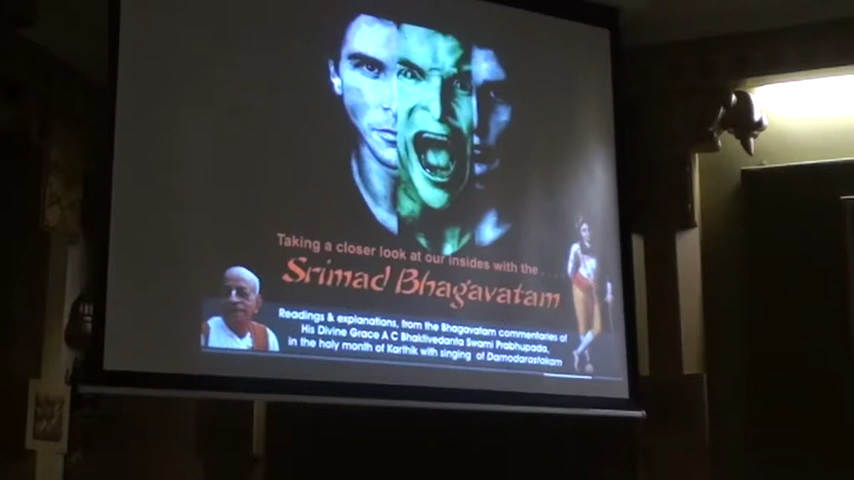 Taking a closer look at our insides with the . . . .
Srimad Bhagavatam
Readings & explanations, from the Bhagavatam commentaries of
His Divine Grace A C Bhaktivedanta Swami Prabhupada,
in the holy month of Karthik with singing of Damodarastakam